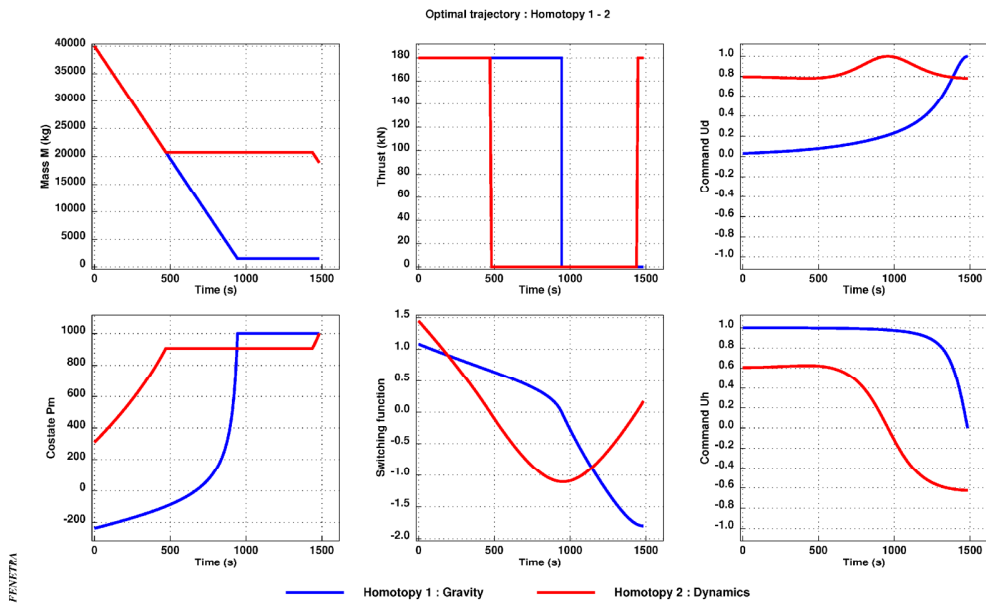 Optimal trajectory : Homotopy 1 - 2
Mass M (kg)
40000
35000
30000
25000
20000
15000
10000
5000
0
0 500 1000 1500
Time (s)
Thrust (kN)
180
160
140
120
100
80
60
40
20
0
0 500 1000 1500
Time (s)
Command Ud
1.0
0.8
0.6
0.4
0.2
0.0
-0.2
-0.4
-0.6
-0.8
-1.0
0 500 1000 1500
Time (s)
Costate Pm
1000
800
600
400
200
0
-200
0 500 1000 1500
Time (s)
Switching function
1.5
1.0
0.5
0.0
-0.5
-1.0
-1.5
-2.0
0 500 1000 1500
Time (s)
Command Uh
1.0
0.8
0.6
0.4
0.2
0.0
-0.2
-0.4
-0.6
-0.8
-1.0
0 500 1000 1500
Time (s)
FENETRA
Homotopy 1 : Gravity
Homotopy 2 : Dynamics